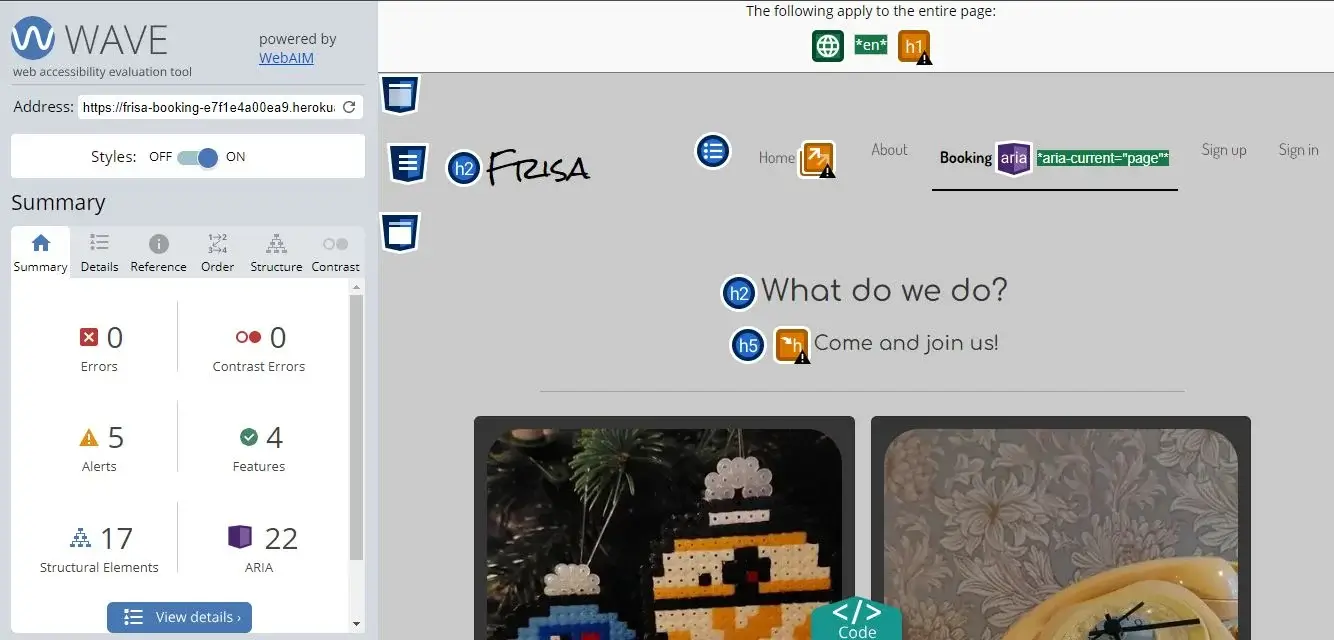 WAVE
powered by
WebAIM
web accessibility evaluation tool
Address: https://frisa-booking-e7f1e4a00ea9.heroku
Styles: OFF ON
Summary
Summary Details Reference Order Structure Contrast
0 0
Errors Contrast Errors
5 4
Alerts Features
17 22
Structural Elements ARIA
View details ›
The following apply to the entire page:
*en* h1
h2 Frisa
Home About Booking aria *aria-current="page"* Sign up Sign in
h2 What do we do?
h5 h Come and join us!
</> Code